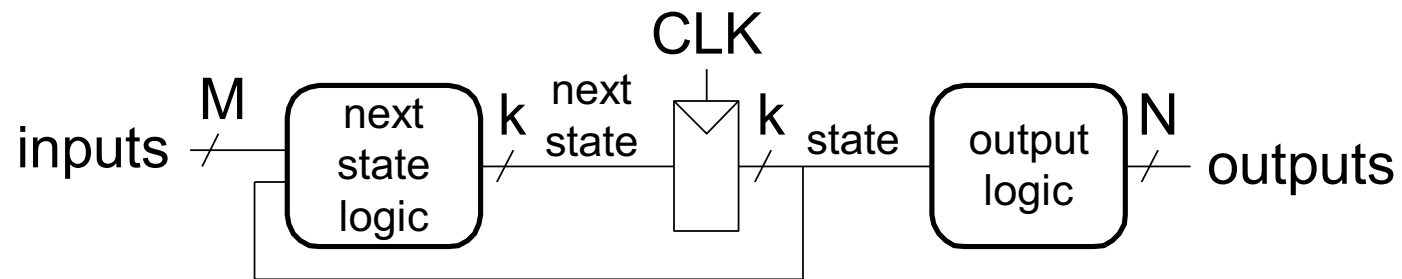 CLK
inputs
M
next
state
logic
k
next
state
k
state
output
logic
N
outputs